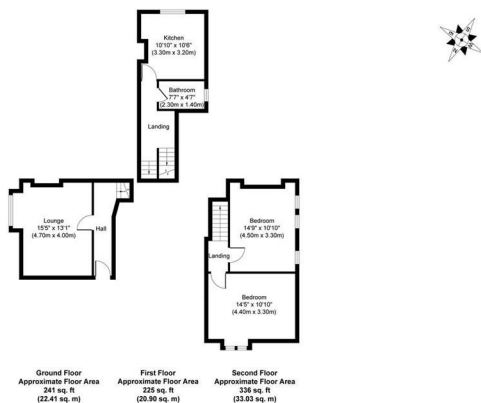 Kitchen
10'10" x 10'6"
(3.30m x 3.20m)
Bathroom
7'7" x 4'7"
(2.30m x 1.40m)
Landing
Lounge
15'5" x 13'1"
(4.70m x 4.00m)
Hall
Bedroom
14'9" x 10'10"
(4.50m x 3.30m)
Landing
Bedroom
14'5" x 10'10"
(4.40m x 3.30m)
Ground Floor
Approximate Floor Area
241 sq. ft
(22.41 sq. m)
First Floor
Approximate Floor Area
225 sq. ft
(20.90 sq. m)
Second Floor
Approximate Floor Area
336 sq. ft
(33.03 sq. m)